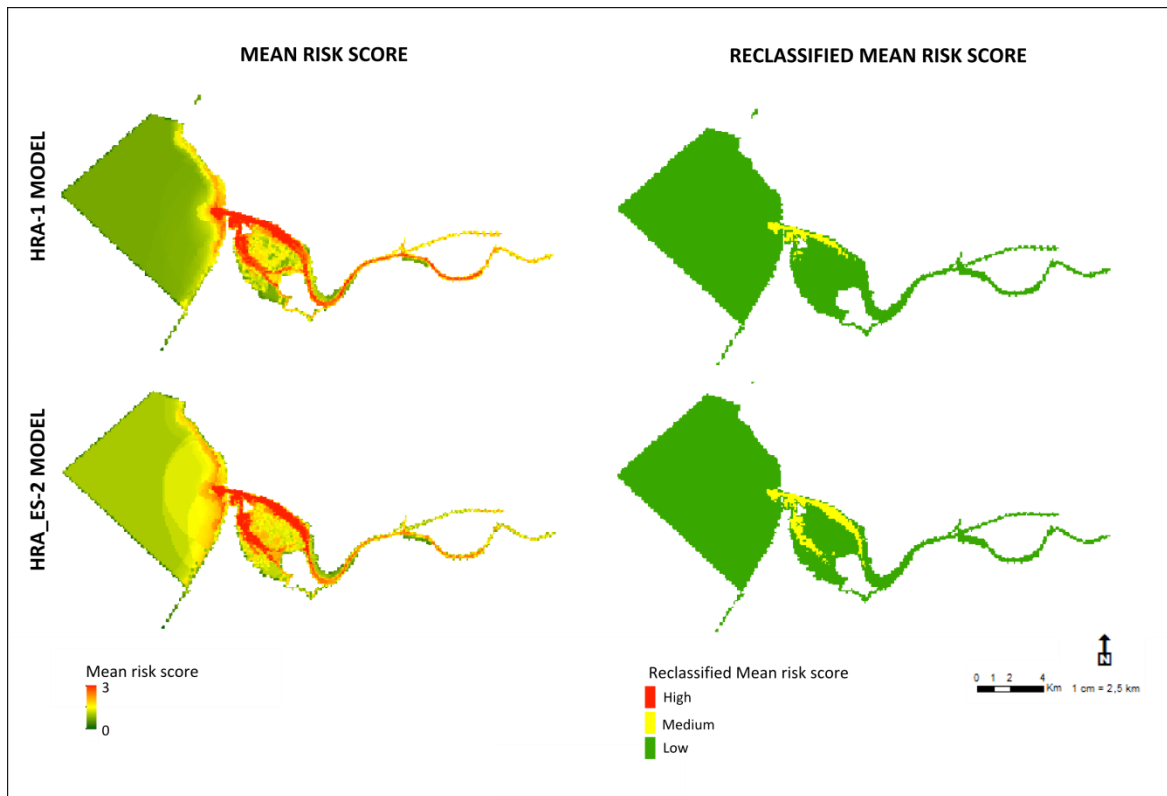 MEAN RISK SCORE
RECLASSIFIED MEAN RISK SCORE
HRA-1 MODEL
HRA_ES-2 MODEL
Mean risk score
3
0
Reclassified Mean risk score
High
Medium
Low
N
0 1 2 4
Km 1 cm = 2,5 km